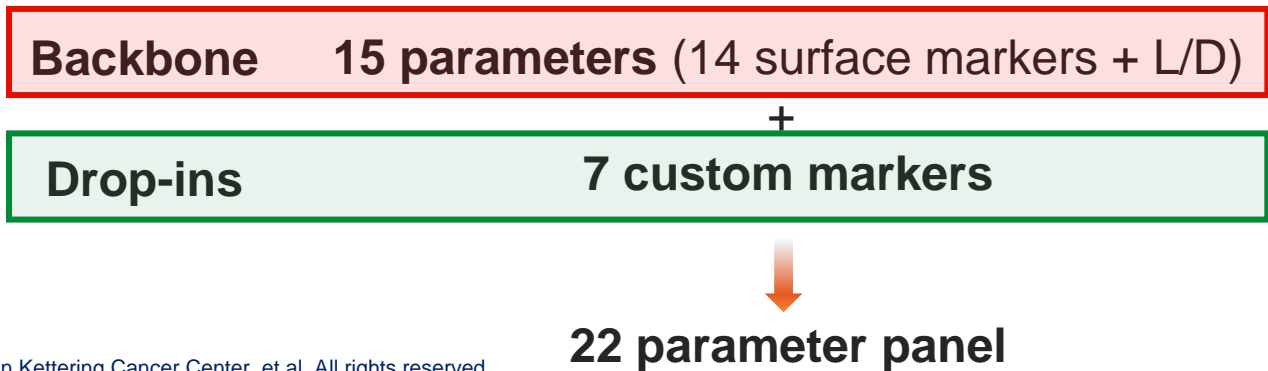 Backbone 15 parameters (14 surface markers + L/D)
+
Drop-ins 7 custom markers
22 parameter panel
n Kettering Cancer Center, et al. All rights reserved